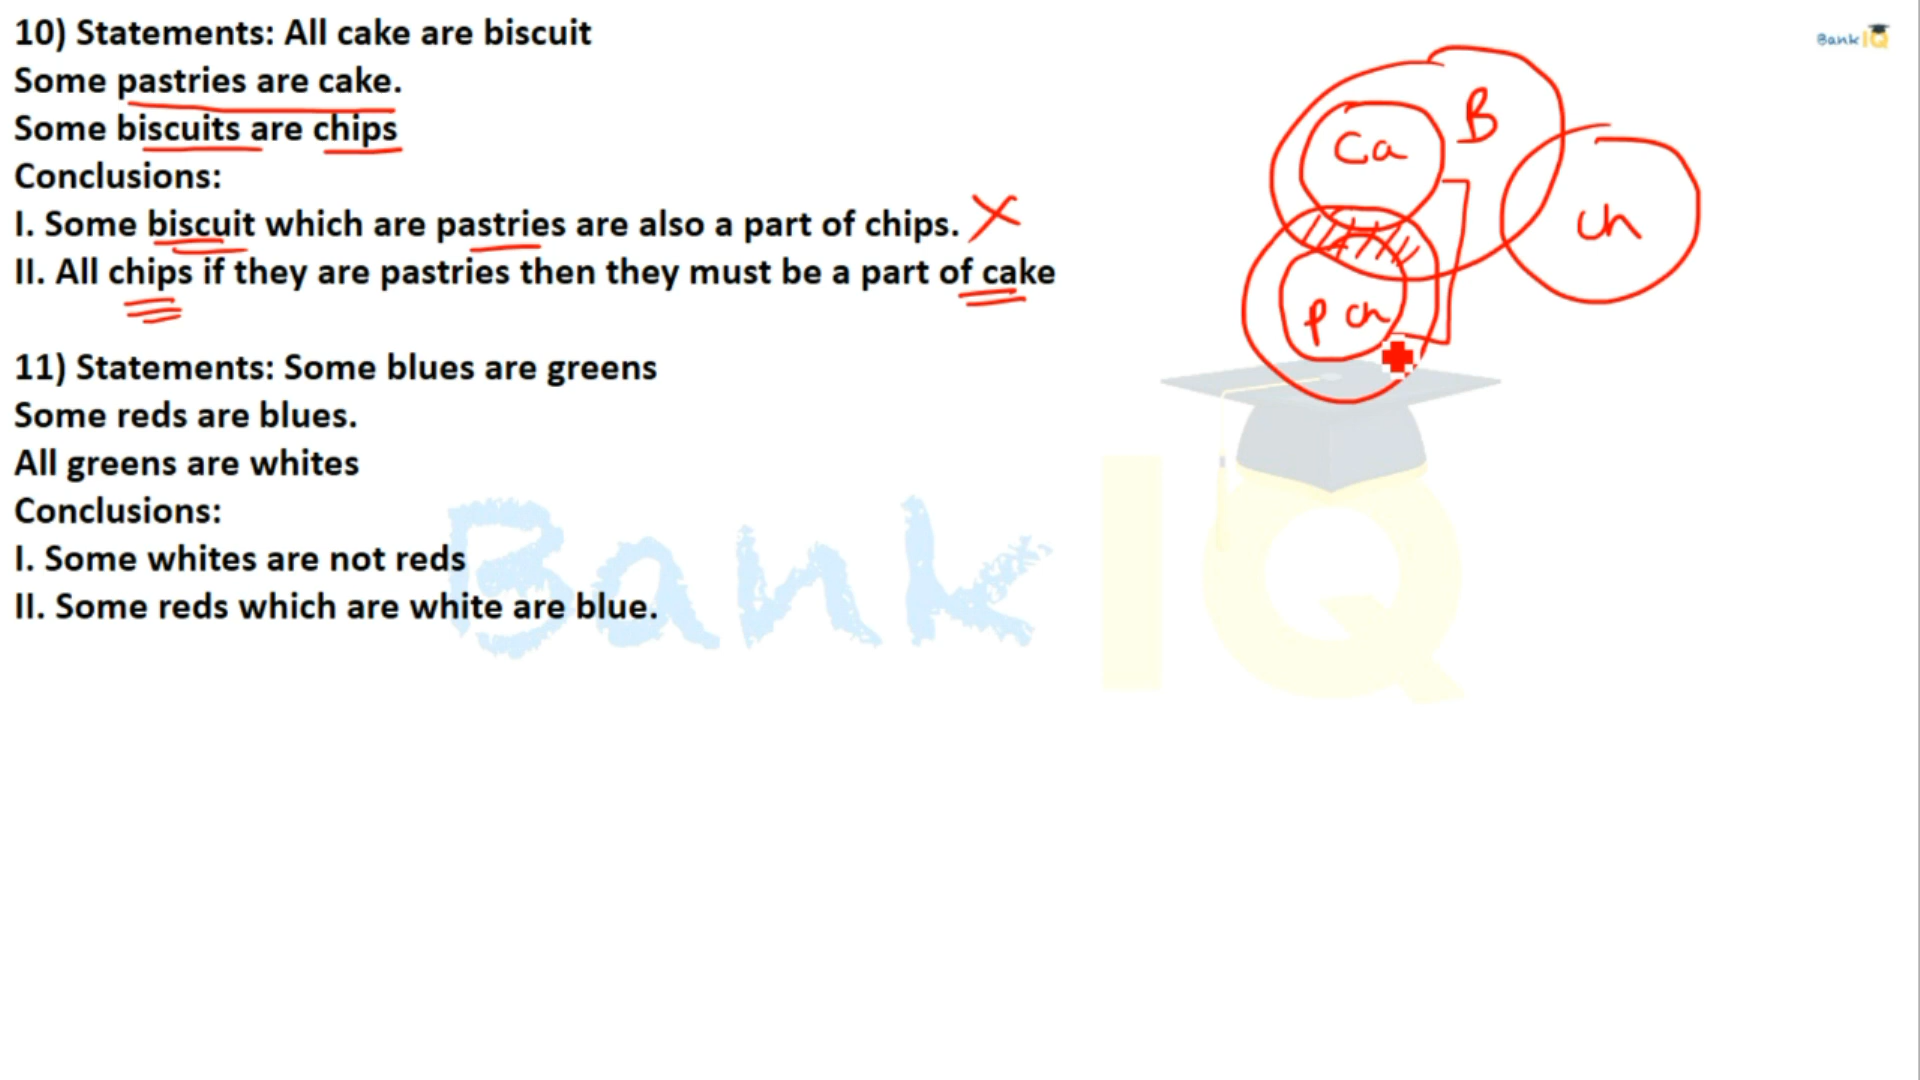 10) Statements: All cake are biscuit
Some pastries are cake.
Some biscuits are chips
Conclusions:
I. Some biscuit which are pastries are also a part of chips.
II. All chips if they are pastries then they must be a part of cake
11) Statements: Some blues are greens
Some reds are blues.
All greens are whites
Conclusions:
I. Some whites are not reds
II. Some reds which are white are blue.
Bank IQ
B
Ca
ch
P ch
Bank IQ